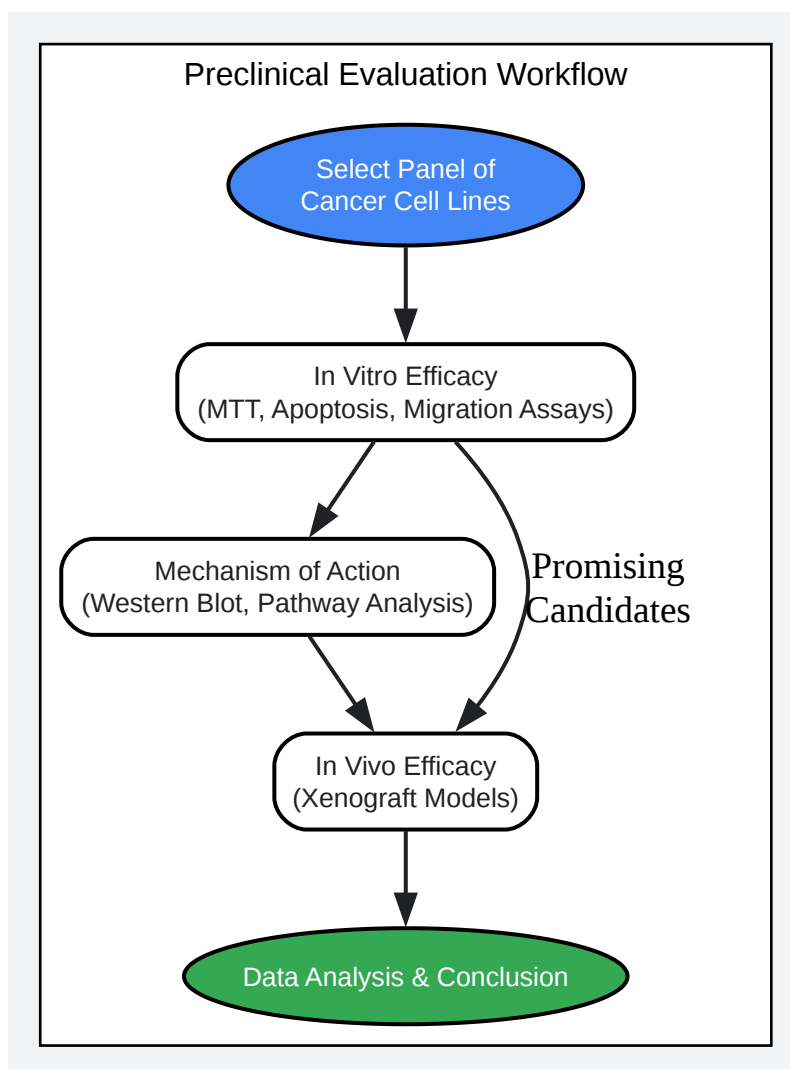 Preclinical Evaluation Workflow
Select Panel of
Cancer Cell Lines
In Vitro Efficacy
(MTT, Apoptosis, Migration Assays)
Mechanism of Action
(Western Blot, Pathway Analysis)
Promising
Candidates
In Vivo Efficacy
(Xenograft Models)
Data Analysis & Conclusion